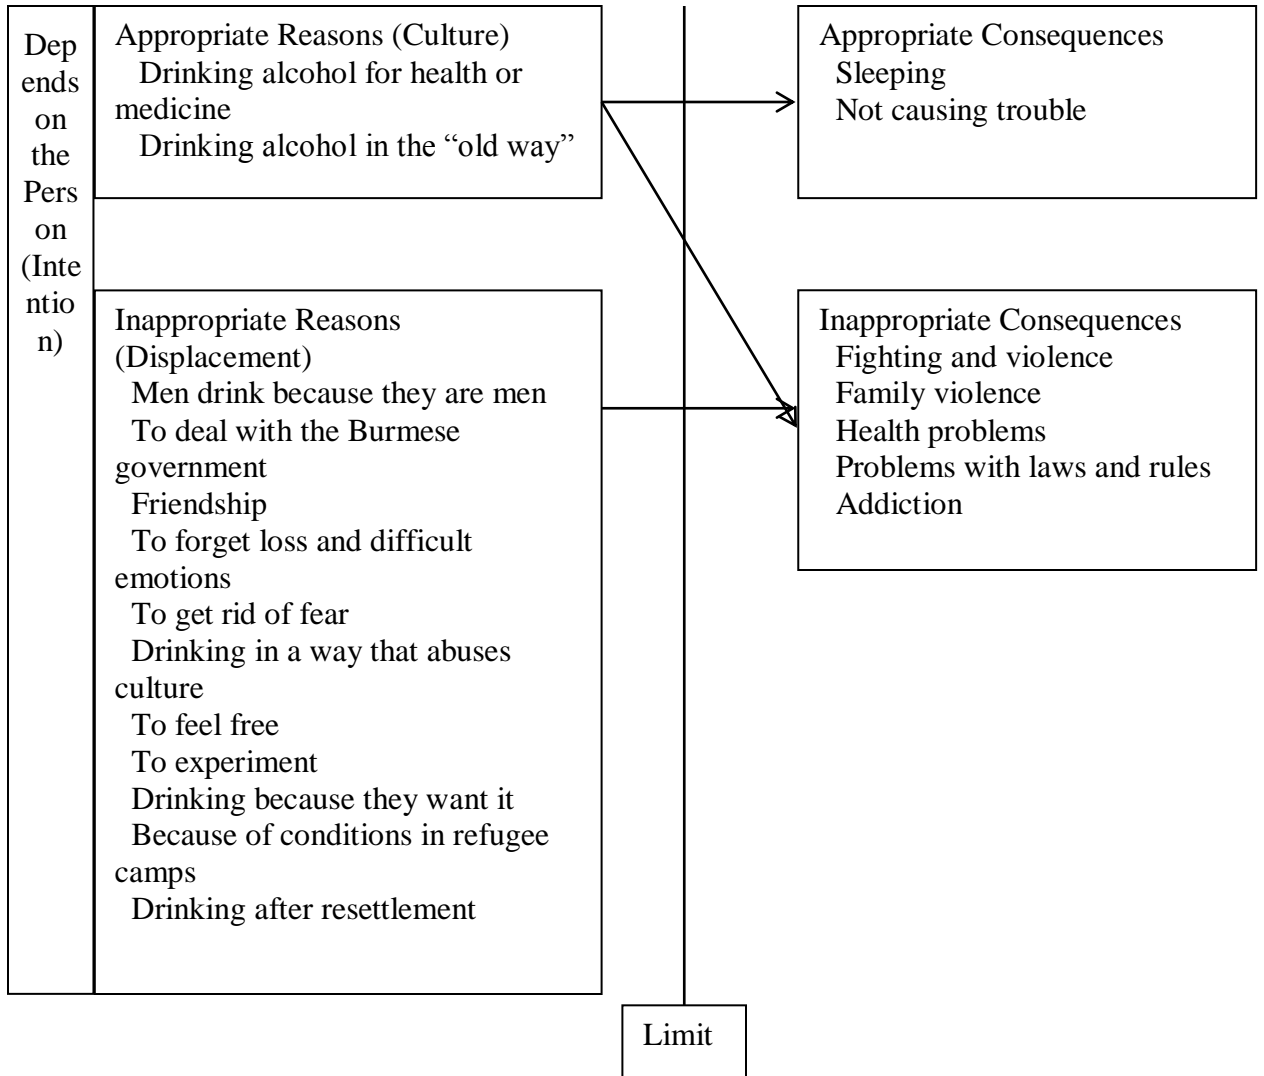 Dep
ends
on
the
Pers
on
(Inte
ntio
n)
Appropriate Reasons (Culture)
Drinking alcohol for health or
medicine
Drinking alcohol in the “old way”
Appropriate Consequences
Sleeping
Not causing trouble
Inappropriate Reasons
(Displacement)
Men drink because they are men
To deal with the Burmese
government
Friendship
To forget loss and difficult
emotions
To get rid of fear
Drinking in a way that abuses
culture
To feel free
To experiment
Drinking because they want it
Because of conditions in refugee
camps
Drinking after resettlement
Inappropriate Consequences
Fighting and violence
Family violence
Health problems
Problems with laws and rules
Addiction
Limit